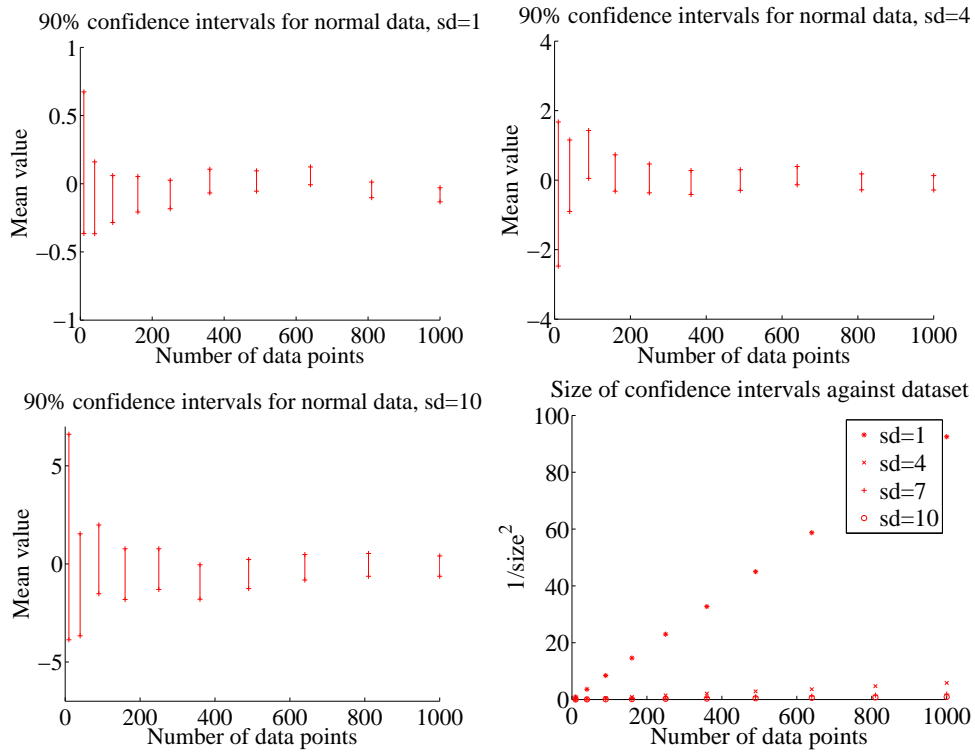 90% confidence intervals for normal data, sd=1
1
0.5
0
−0.5
−1
Mean value
0 200 400 600 800 1000
Number of data points
90% confidence intervals for normal data, sd=4
4
2
0
−2
−4
Mean value
0 200 400 600 800 1000
Number of data points
90% confidence intervals for normal data, sd=10
5
0
−5
Mean value
0 200 400 600 800 1000
Number of data points
Size of confidence intervals against dataset
100
80
60
40
20
0
1/size²
sd=1
sd=4
sd=7
sd=10
0 200 400 600 800 1000
Number of data points